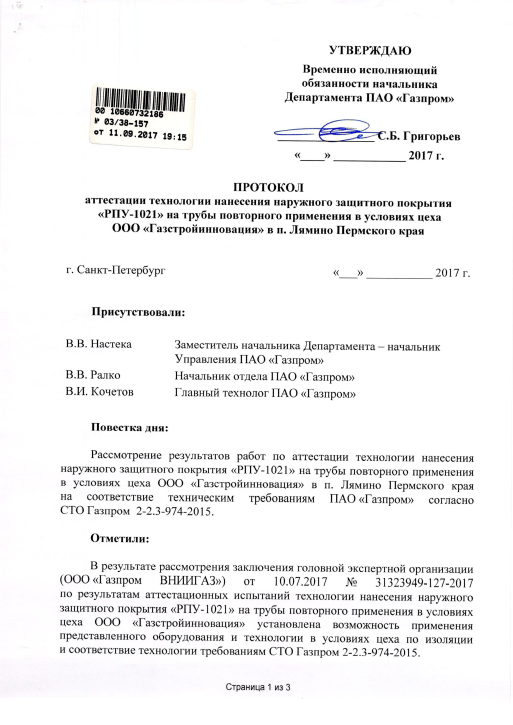 УТВЕРЖДАЮ
Временно исполняющий
обязанности начальника
Департамента ПАО «Газпром»
00 10660732186
№ 03/38-157
от 11.09.2017 19:15
С.Б. Григорьев
«____» ____________ 2017 г.
ПРОТОКОЛ
аттестации технологии нанесения наружного защитного покрытия
«РПУ-1021» на трубы повторного применения в условиях цеха
ООО «Газстройинновация» в п. Лямино Пермского края
г. Санкт-Петербург «___» ___________ 2017 г.
Присутствовали:
В.В. Настека Заместитель начальника Департамента – начальник
Управления ПАО «Газпром»
В.В. Ралко Начальник отдела ПАО «Газпром»
В.И. Кочетов Главный технолог ПАО «Газпром»
Повестка дня:
Рассмотрение результатов работ по аттестации технологии нанесения
наружного защитного покрытия «РПУ-1021» на трубы повторного применения
в условиях цеха ООО «Газстройинновация» в п. Лямино Пермского края
на соответствие техническим требованиям ПАО «Газпром» согласно
СТО Газпром 2-2.3-974-2015.
Отметили:
В результате рассмотрения заключения головной экспертной организации
(ООО «Газпром ВНИИГАЗ») от 10.07.2017 № 31323949-127-2017
по результатам аттестационных испытаний технологии нанесения наружного
защитного покрытия «РПУ-1021» на трубы повторного применения в условиях
цеха ООО «Газстройинновация» установлена возможность применения
представленного оборудования и технологии в условиях цеха по изоляции
и соответствие технологии требованиям СТО Газпром 2-2.3-974-2015.
Страница 1 из 3